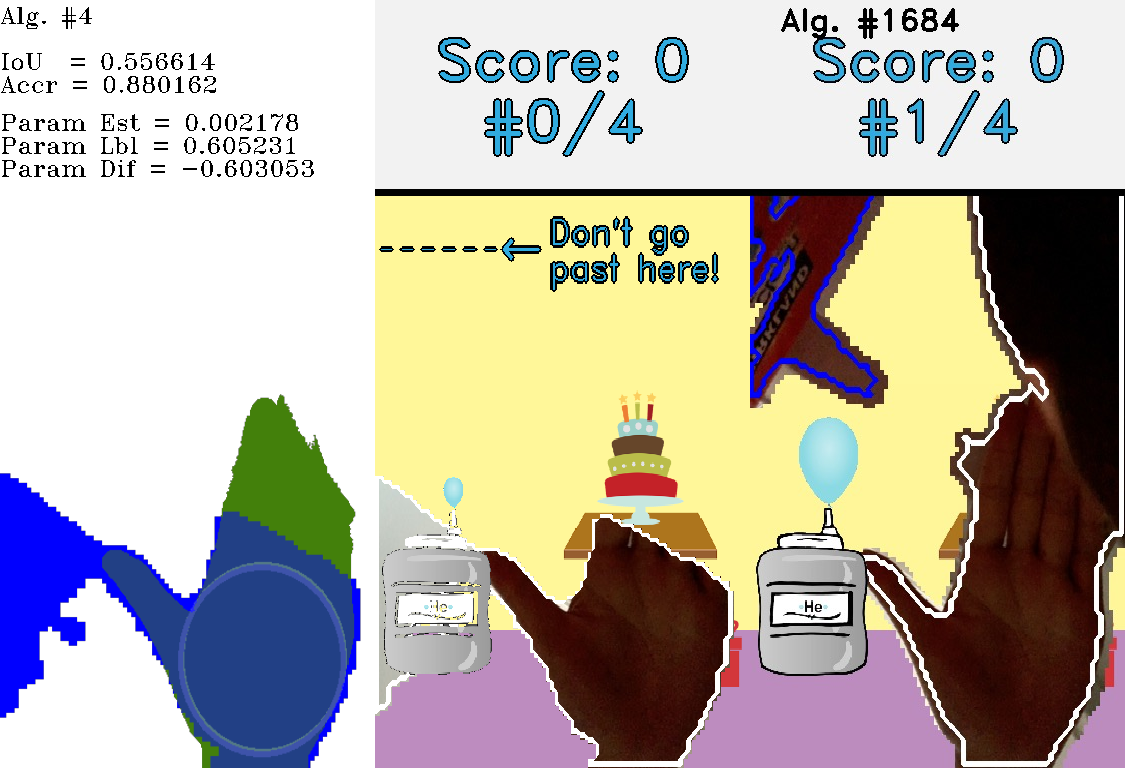 Alg. #4
IoU = 0.556614
Accr = 0.880162
Param Est = 0.002178
Param Lbl = 0.605231
Param Dif = -0.603053
Score: 0
#0/4
Don't go
past here!
Alg. #1684
Score: 0
#1/4
He